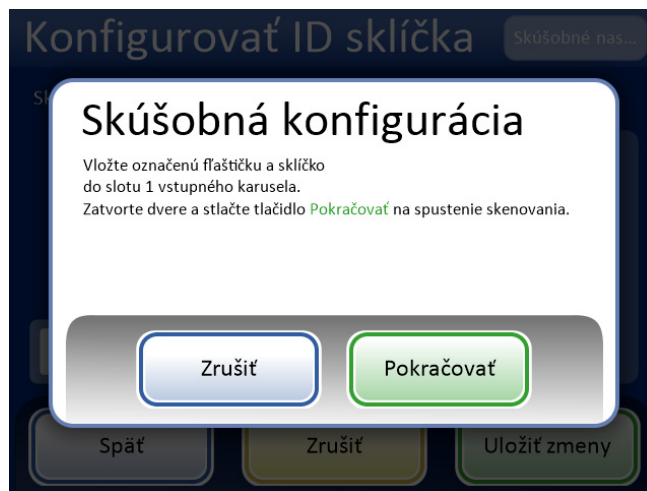 Konfigurovať ID sklíčka
Skúšobné nas...
Skúšobná konfigurácia
Vložte označenú fľaštičku a sklíčko
do slotu 1 vstupného karusela.
Zatvorte dvere a stlačte tlačidlo Pokračovať na spustenie skenovania.
Zrušiť
Pokračovať
Späť
Zrušiť
Uložiť zmeny